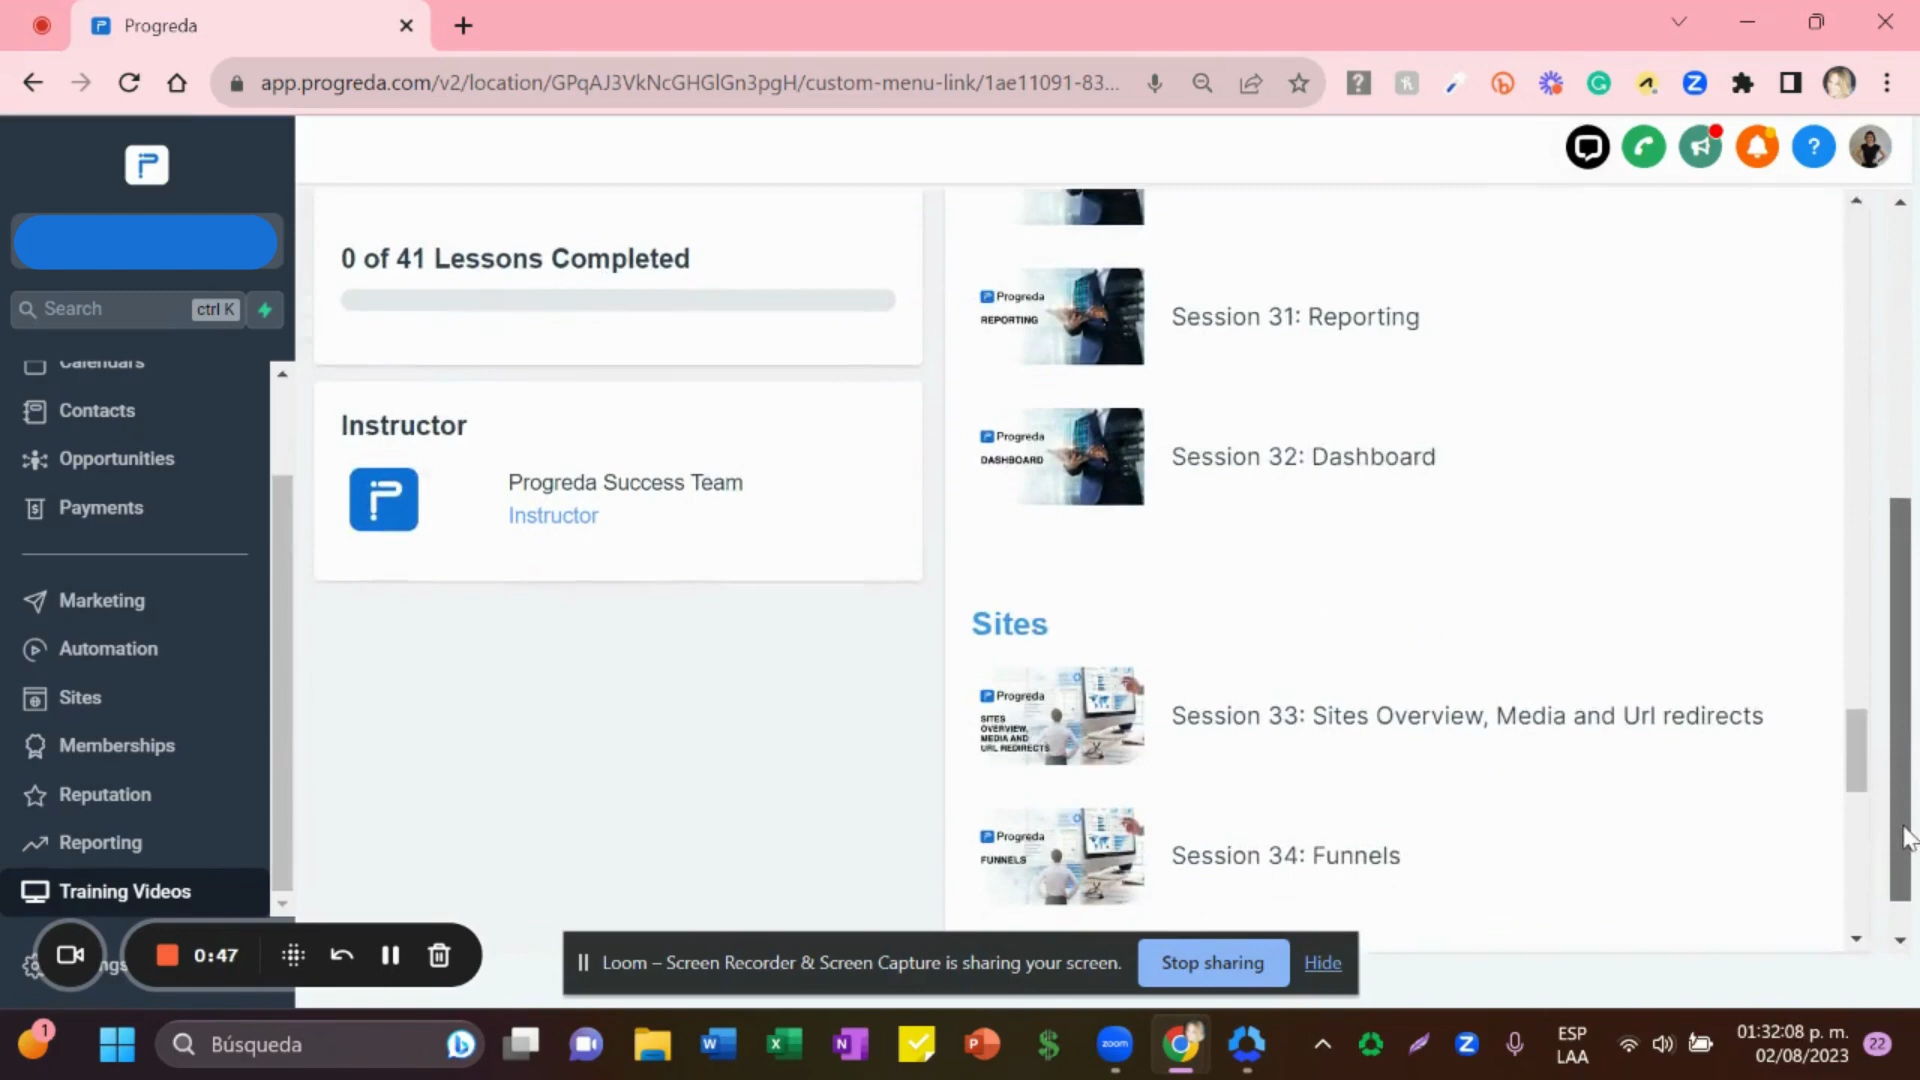 Progreda
app.progreda.com/v2/location/GPqAJ3VkNcGHGlGn3pgH/custom-menu-link/1ae11091-83...
Search
ctrl K
Calendars
Contacts
Opportunities
Payments
Marketing
Automation
Sites
Memberships
Reputation
Reporting
Training Videos
ngs
0 of 41 Lessons Completed
Instructor
Progreda Success Team
Instructor
Progreda
REPORTING
Session 31: Reporting
Progreda
DASHBOARD
Session 32: Dashboard
Sites
Progreda
SITES
OVERVIEW,
MEDIA AND
URL REDIRECTS
Session 33: Sites Overview, Media and Url redirects
Progreda
FUNNELS
Session 34: Funnels
0:47
Loom – Screen Recorder & Screen Capture is sharing your screen.
Stop sharing
Hide
1
Búsqueda
zoom
ESP
LAA
01:32:08 p. m.
02/08/2023
22